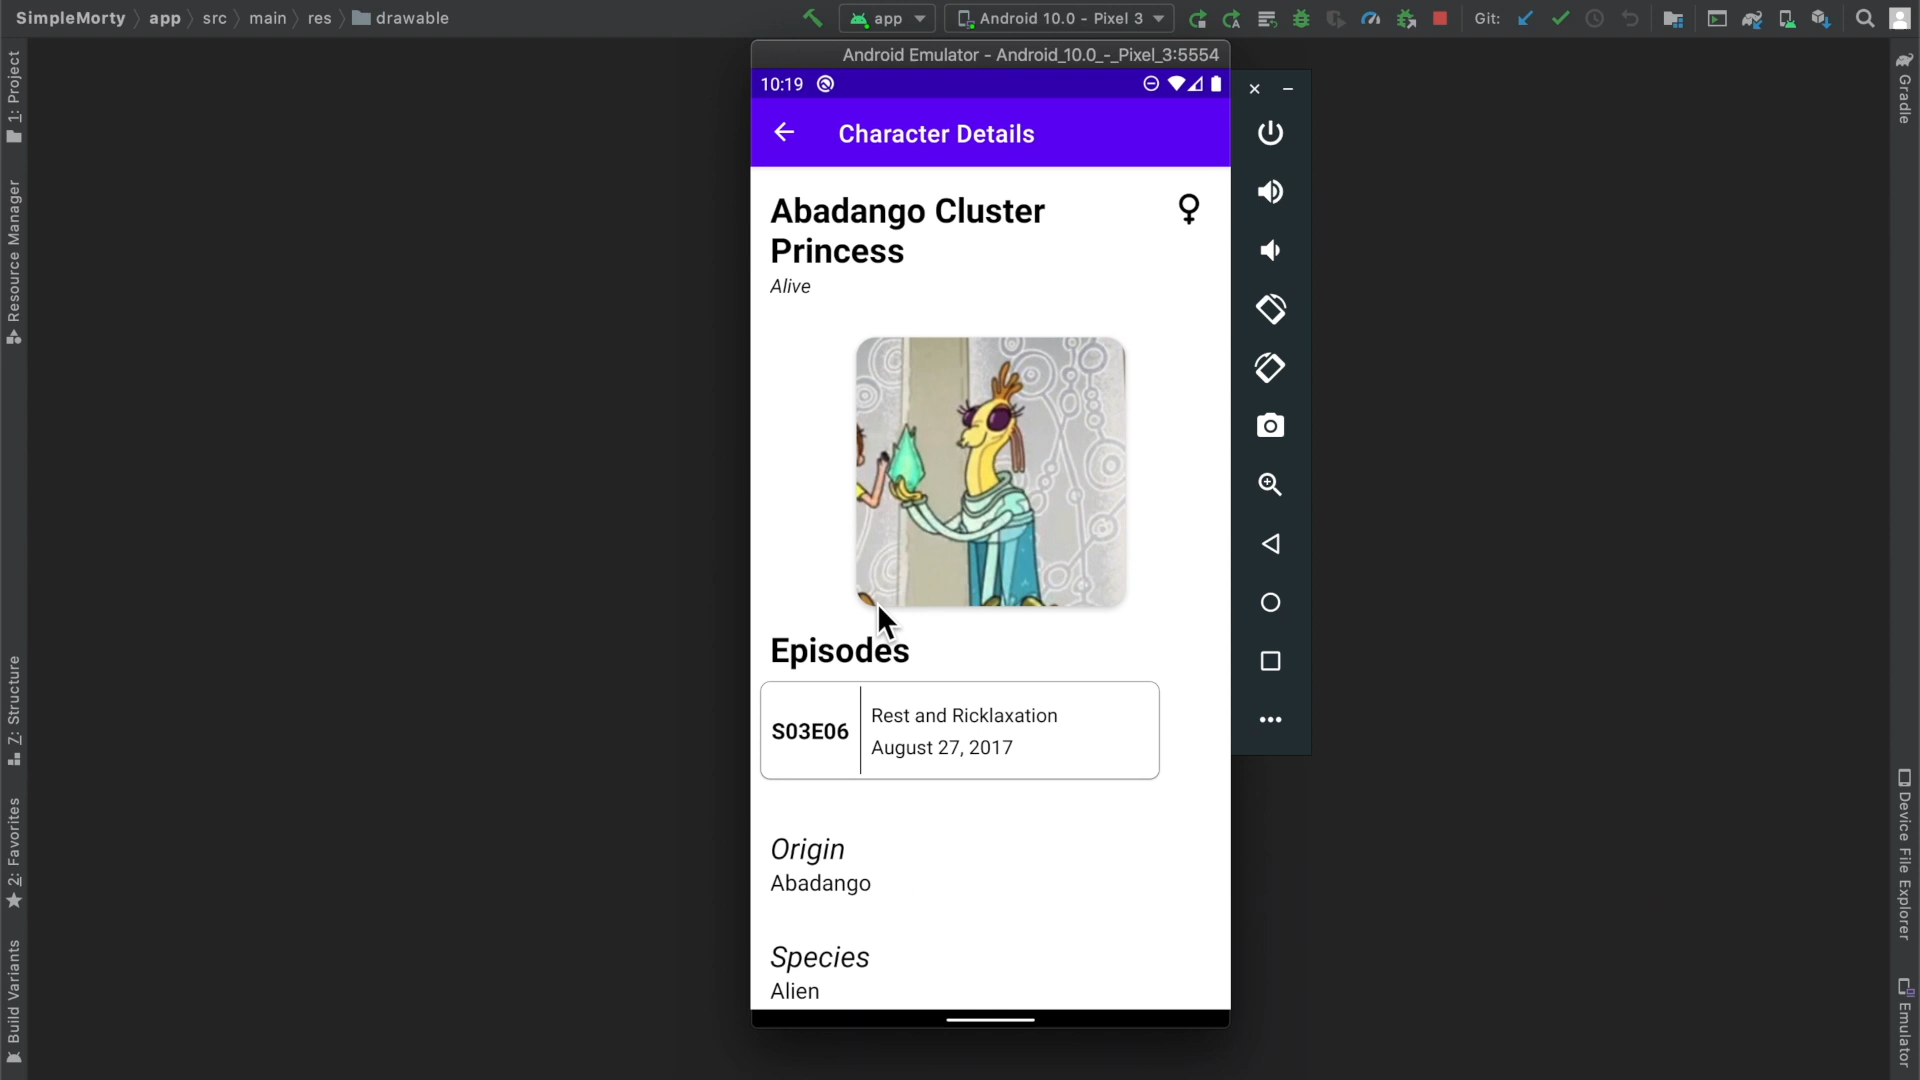 SimpleMorty app src main res drawable
app
Android 10.0 - Pixel 3
Git:
Android Emulator - Android_10.0_-_Pixel_3:5554
10:19
Character Details
Abadango Cluster
Princess
Alive
Episodes
S03E06
Rest and Ricklaxation
August 27, 2017
Origin
Abadango
Species
Alien
1: Project
Resource Manager
Z: Structure
2: Favorites
Build Variants
Gradle
Device File Explorer
Emulator